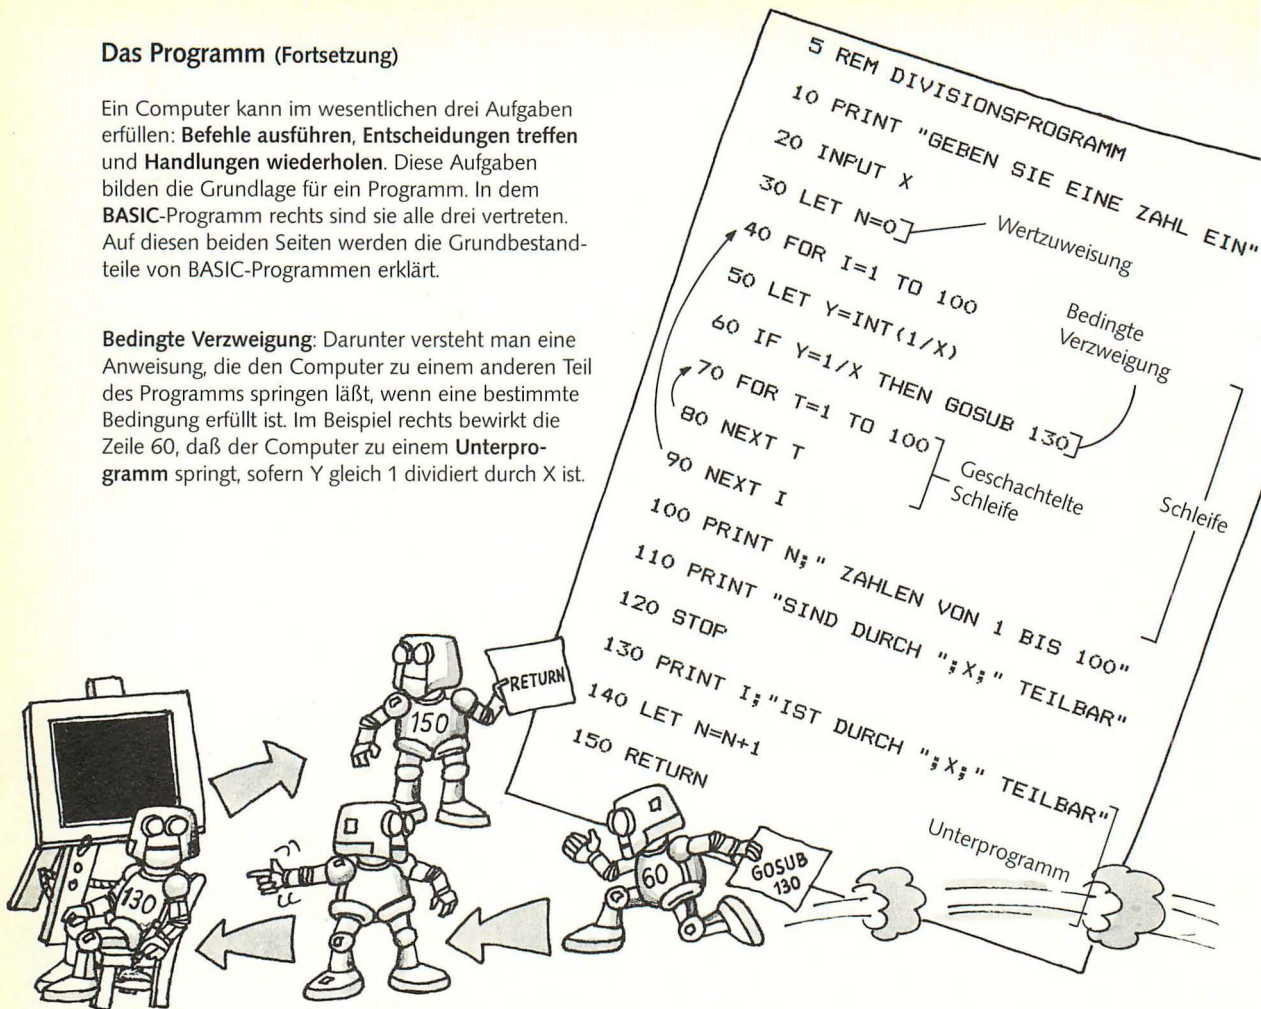 Das Programm (Fortsetzung)
Ein Computer kann im wesentlichen drei Aufgaben
erfüllen: Befehle ausführen, Entscheidungen treffen
und Handlungen wiederholen. Diese Aufgaben
bilden die Grundlage für ein Programm. In dem
BASIC-Programm rechts sind sie alle drei vertreten.
Auf diesen beiden Seiten werden die Grundbestand-
teile von BASIC-Programmen erklärt.
Bedingte Verzweigung: Darunter versteht man eine
Anweisung, die den Computer zu einem anderen Teil
des Programms springen läßt, wenn eine bestimmte
Bedingung erfüllt ist. Im Beispiel rechts bewirkt die
Zeile 60, daß der Computer zu einem Unterpro-
gramm springt, sofern Y gleich 1 dividiert durch X ist.
5 REM DIVISIONSPROGRAMM
10 PRINT "GEBEN SIE EINE ZAHL EIN"
20 INPUT X
30 LET N=0
Wertzuweisung
40 FOR I=1 TO 100
50 LET Y=INT(1/X)
60 IF Y=1/X THEN GOSUB 130
Bedingte
Verzweigung
70 FOR T=1 TO 100
80 NEXT T
Geschachtelte
Schleife
90 NEXT I
Schleife
100 PRINT N;" ZAHLEN VON 1 BIS 100"
110 PRINT "SIND DURCH ";X;" TEILBAR"
120 STOP
130 PRINT I;"IST DURCH ";X;" TEILBAR"
140 LET N=N+1
150 RETURN
Unterprogramm
RETURN
150
130
60
GOSUB
130